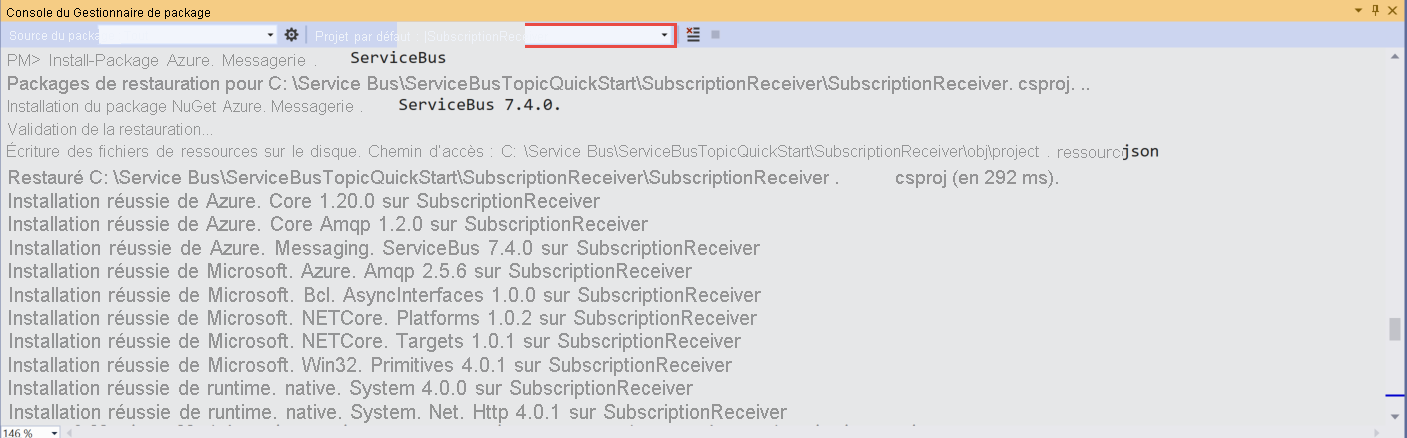 Console du Gestionnaire de package
Source du packa Projet par défaut |SubscriptionRec
PM> Install-Package Azure. Messagerie . ServiceBus
Packages de restauration pour C: \Service Bus\ServiceBusTopicQuickStart\SubscriptionReceiver\SubscriptionReceiver. csproj. ..
Installation du package NuGet Azure. Messagerie . ServiceBus 7.4.0.
Validation de la restauration...
Écriture des fichiers de ressources sur le disque. Chemin d'accès : C: \Service Bus\ServiceBusTopicQuickStart\SubscriptionReceiver\obj\project . ressource json
Restauré C: \Service Bus\ServiceBusTopicQuickStart\SubscriptionReceiver\SubscriptionReceiver . csproj (en 292 ms).
Installation réussie de Azure. Core 1.20.0 sur SubscriptionReceiver
Installation réussie de Azure. Core Amqp 1.2.0 sur SubscriptionReceiver
Installation réussie de Azure. Messaging. ServiceBus 7.4.0 sur SubscriptionReceiver
Installation réussie de Microsoft. Azure. Amqp 2.5.6 sur SubscriptionReceiver
Installation réussie de Microsoft. Bcl. AsyncInterfaces 1.0.0 sur SubscriptionReceiver
Installation réussie de Microsoft. NETCore. Platforms 1.0.2 sur SubscriptionReceiver
Installation réussie de Microsoft. NETCore. Targets 1.0.1 sur SubscriptionReceiver
Installation réussie de Microsoft. Win32. Primitives 4.0.1 sur SubscriptionReceiver
Installation réussie de runtime. native. System 4.0.0 sur SubscriptionReceiver
Installation réussie de runtime. native. System. Net. Http 4.0.1 sur SubscriptionReceiver
146 %